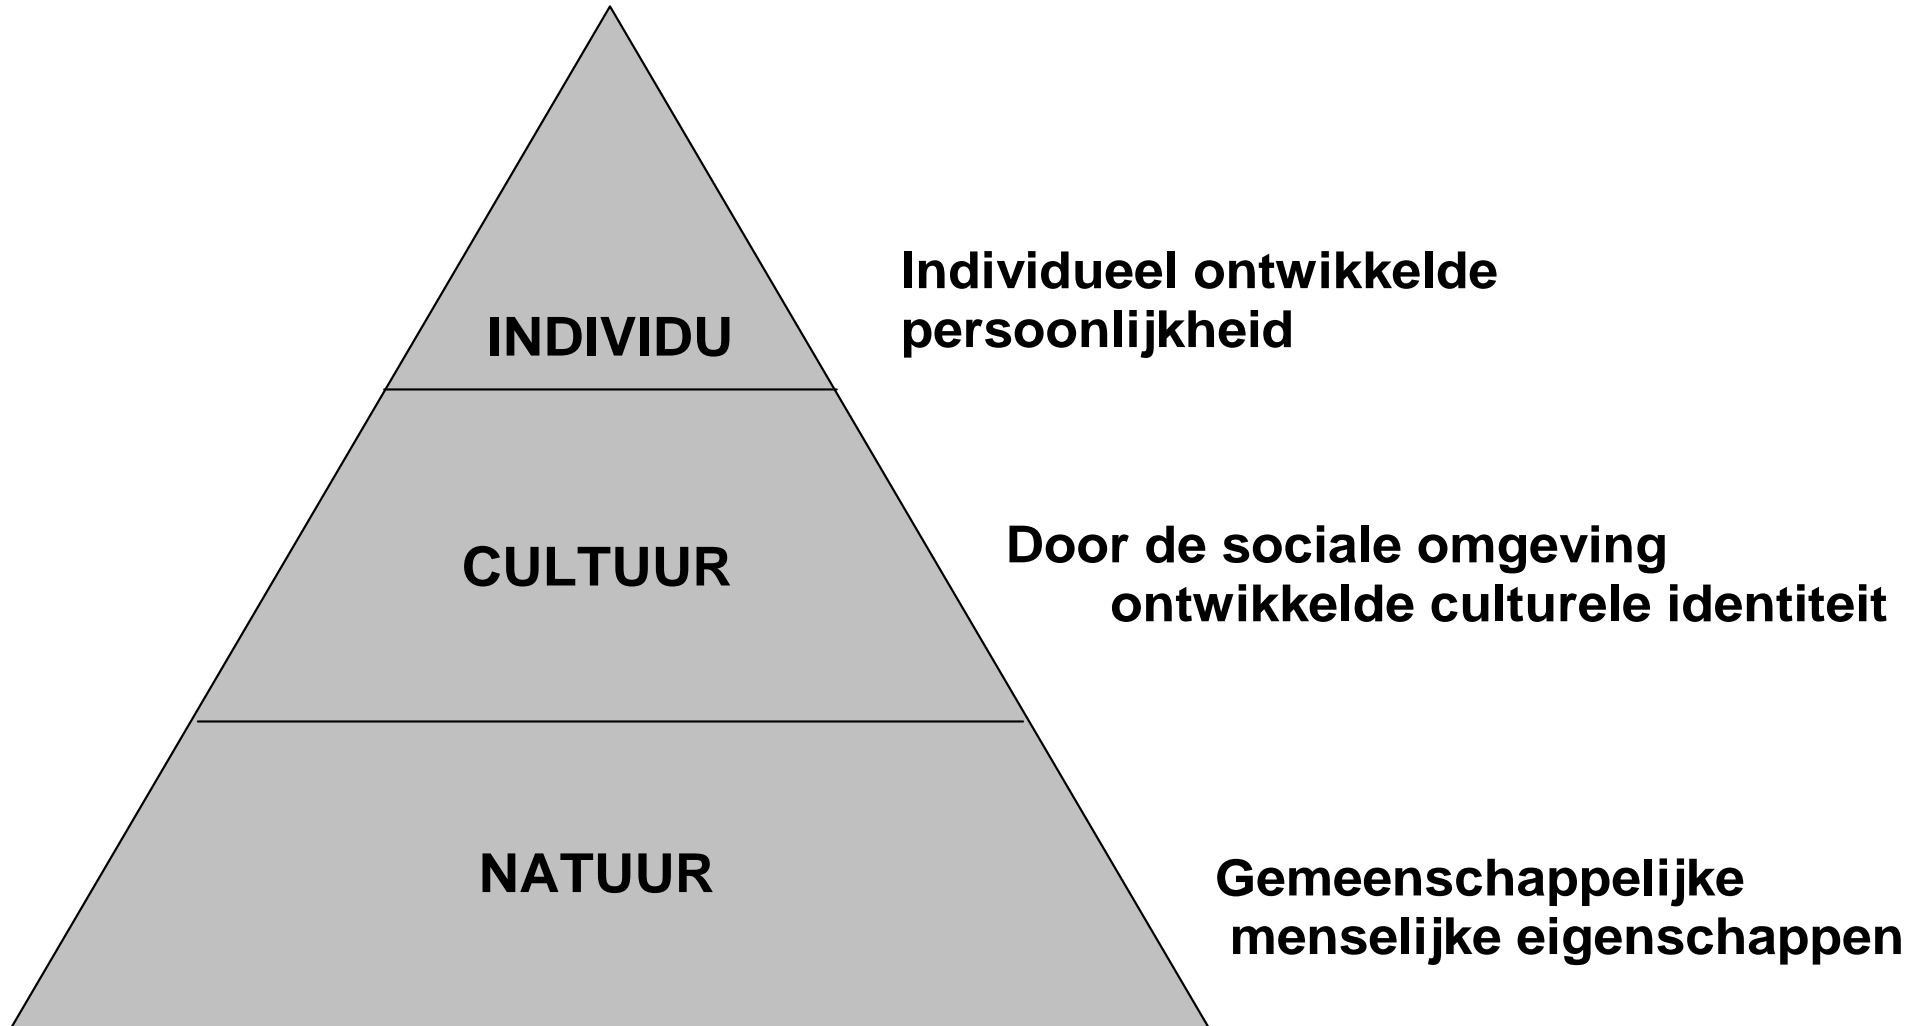 Individueel ontwikkelde
persoonlijkheid
INDIVIDU
Door de sociale omgeving
ontwikkelde culturele identiteit
CULTUUR
Gemeenschappelijke
menselijke eigenschappen
NATUUR